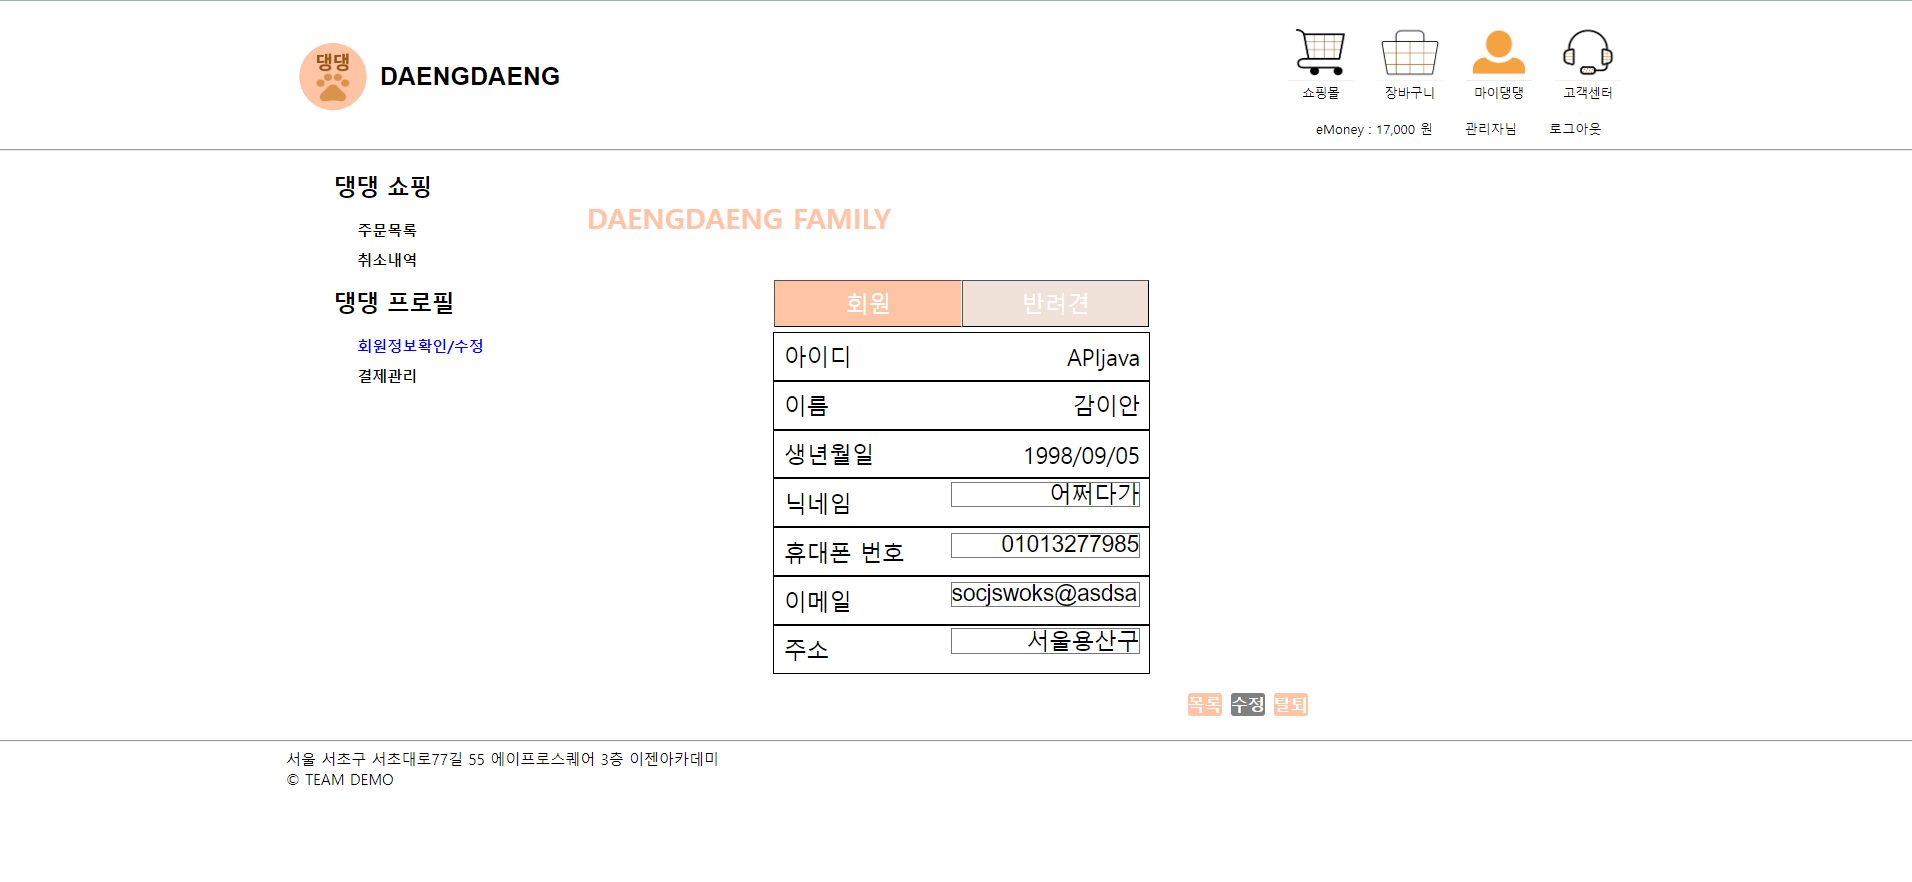 댕댕
DAENGDAENG
쇼핑몰
장바구니
마이댕댕
고객센터
eMoney : 17,000 원
관리자님
로그아웃
댕댕 쇼핑
주문목록
취소내역
댕댕 프로필
회원정보확인/수정
결제관리
DAENGDAENG FAMILY
회원
반려견
아이디 APIjava
이름 감이안
생년월일 1998/09/05
닉네임 어쩌다가
휴대폰 번호 01013277985
이메일 socjswoks@asdsa
주소 서울용산구
목록 수정 탈퇴
서울 서초구 서초대로77길 55 에이프로스퀘어 3층 이젠아카데미
© TEAM DEMO